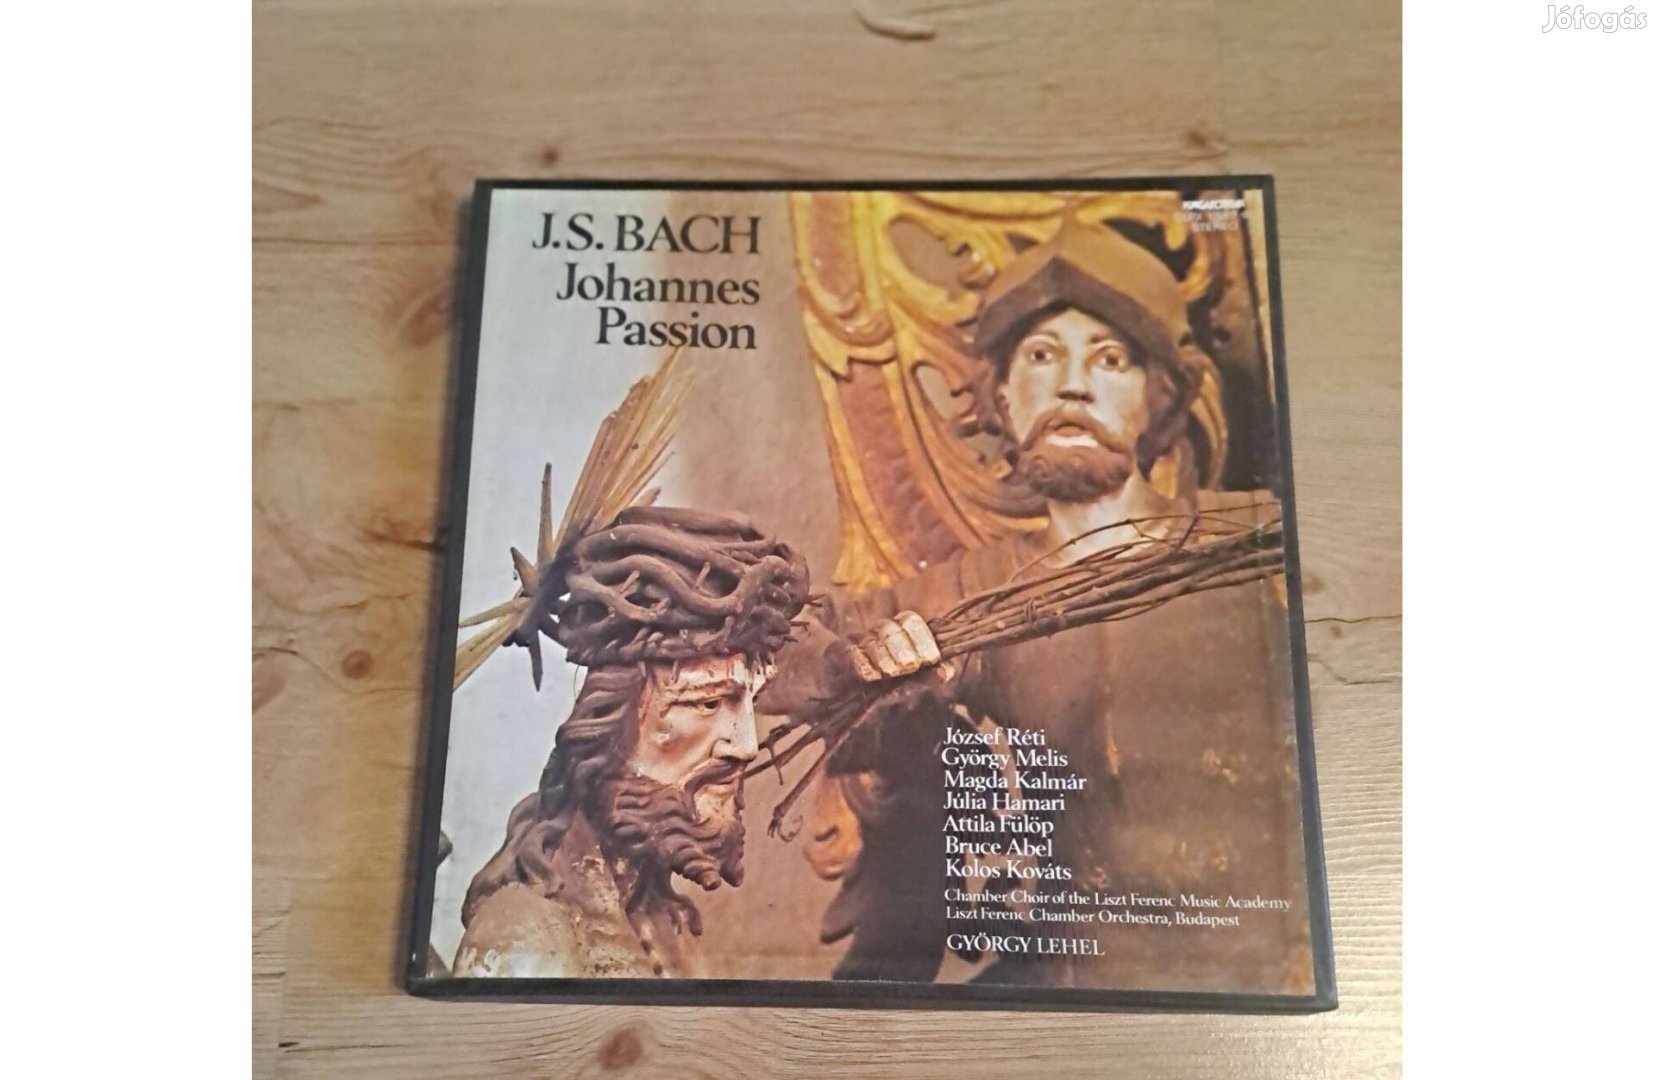 Jófogás
J.S. BACH
Johannes
Passion
HUNGAROTON
STEREO
József Réti
György Melis
Magda Kalmár
Júlia Hamari
Attila Fülöp
Bruce Abel
Kolos Kováts
Chamber Choir of the Liszt Ferenc Music Academy
Liszt Ferenc Chamber Orchestra, Budapest
GYÖRGY LEHEL